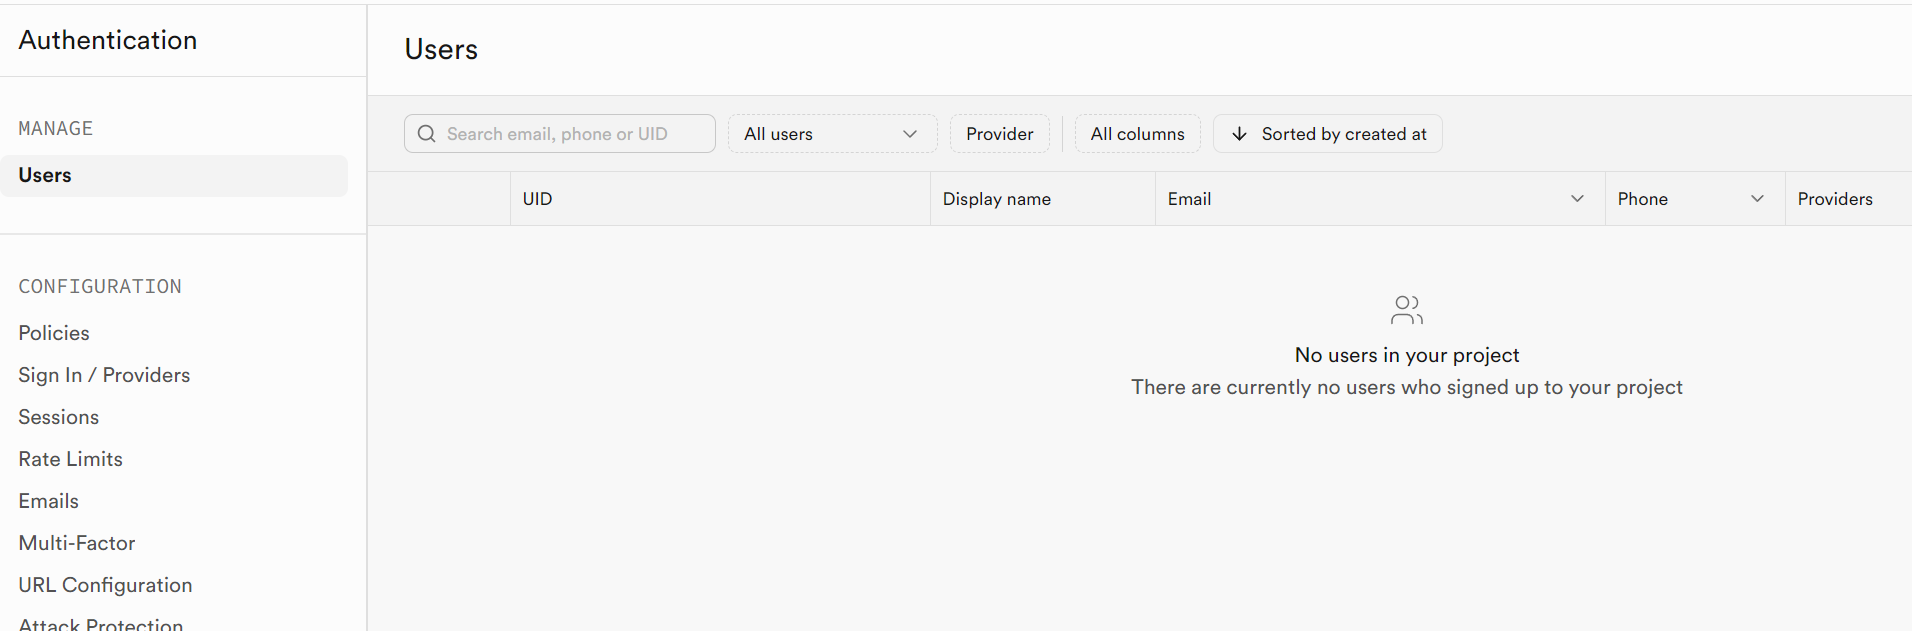 Authentication
MANAGE
Users
CONFIGURATION
Policies
Sign In / Providers
Sessions
Rate Limits
Emails
Multi-Factor
URL Configuration
Attack Protection
Users
Search email, phone or UID
All users
Provider
All columns
Sorted by created at
UID
Display name
Email
Phone
Providers
No users in your project
There are currently no users who signed up to your project